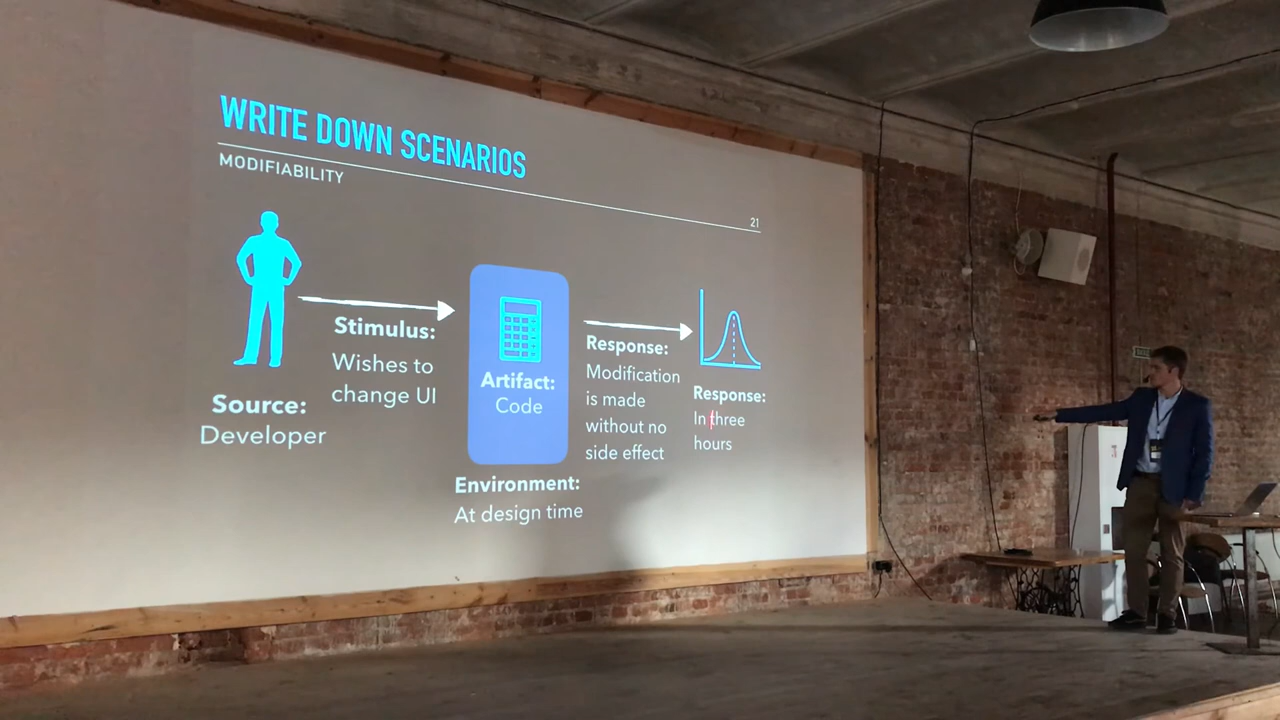 WRITE DOWN SCENARIOS
MODIFIABILITY
21
Source:
Developer
Stimulus:
Wishes to
change UI
Artifact:
Code
Environment:
At design time
Response:
Modification
is made
without no
side effect
Response:
In three
hours